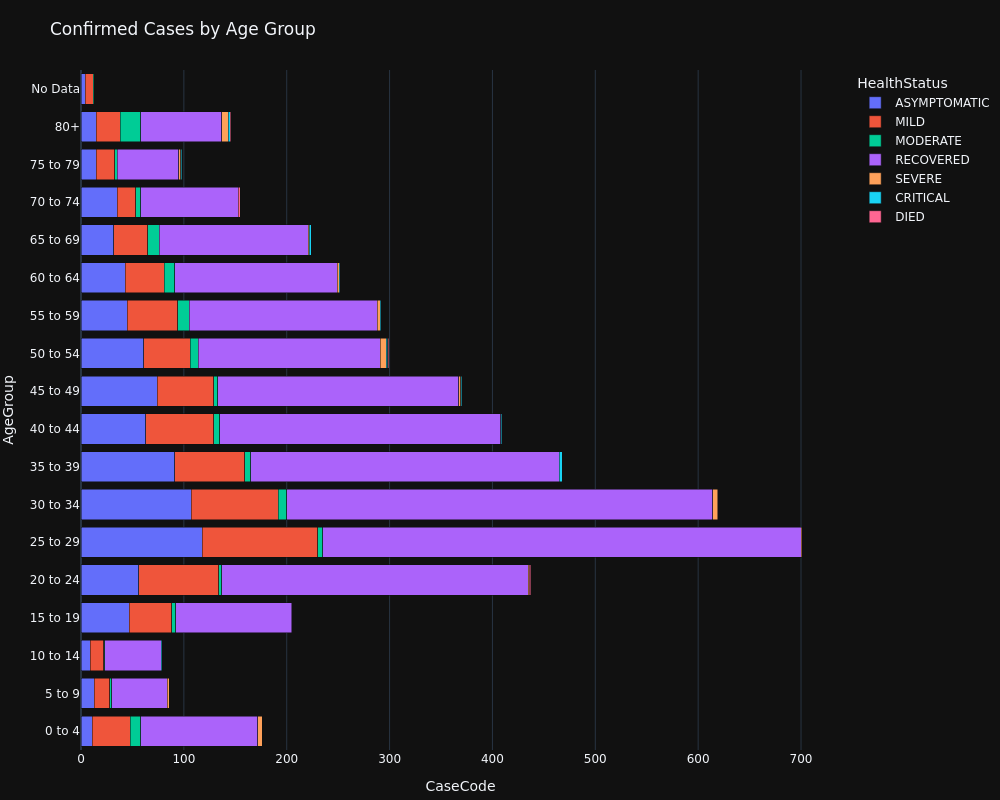 Confirmed Cases by Age Group
HealthStatus
ASYMPTOMATIC
MILD
MODERATE
RECOVERED
SEVERE
CRITICAL
DIED
AgeGroup
No Data
80+
75 to 79
70 to 74
65 to 69
60 to 64
55 to 59
50 to 54
45 to 49
40 to 44
35 to 39
30 to 34
25 to 29
20 to 24
15 to 19
10 to 14
5 to 9
0 to 4
0 100 200 300 400 500 600 700
CaseCode